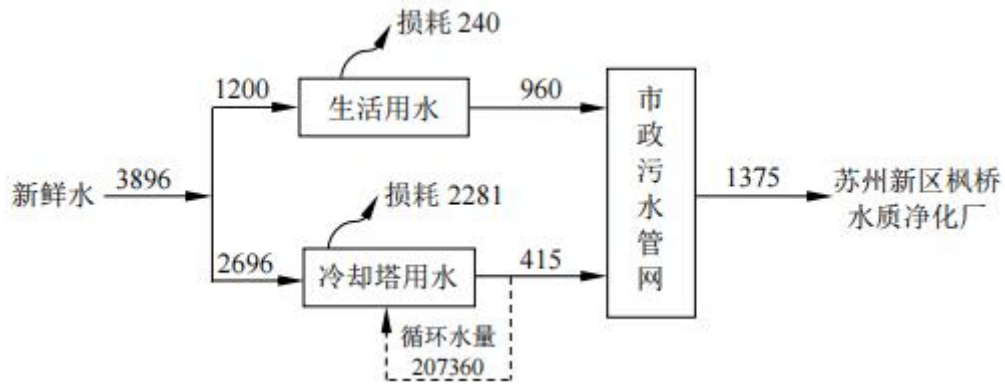 损耗 240
1200
生活用水
960
新鲜水
3896
市政污水管网
1375
苏州新区枫桥
水质净化厂
损耗 2281
2696
冷却塔用水
415
循环水量
207360